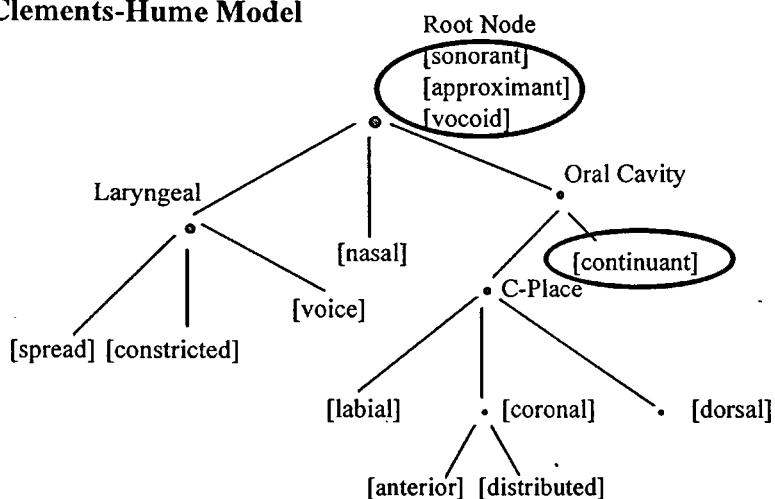 Clements-Hume Model
Root Node
[sonorant]
[approximant]
[vocoid]
Laryngeal
Oral Cavity
[nasal]
[continuant]
[voice]
C-Place
[spread] [constricted]
[labial] [coronal] [dorsal]
[anterior] [distributed]